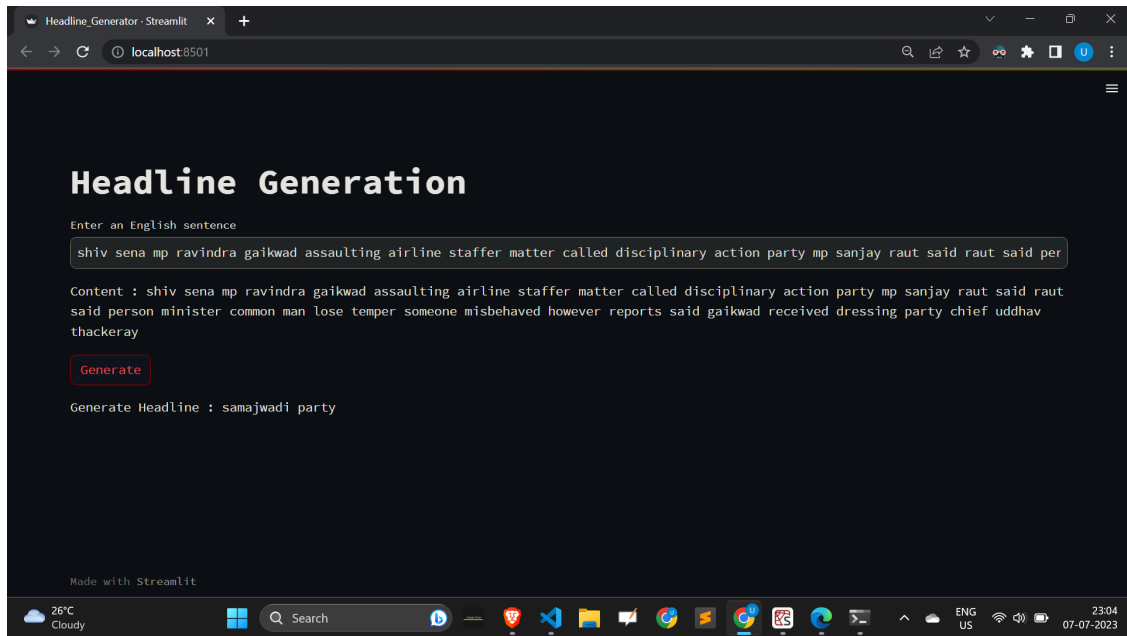 Headline_Generator · Streamlit
localhost:8501
U
Headline Generation
Enter an English sentence
shiv sena mp ravindra gaikwad assaulting airline staffer matter called disciplinary action party mp sanjay raut said raut said per
Content : shiv sena mp ravindra gaikwad assaulting airline staffer matter called disciplinary action party mp sanjay raut said raut
said person minister common man lose temper someone misbehaved however reports said gaikwad received dressing party chief uddhav
thackeray
Generate
Generate Headline : samajwadi party
Made with Streamlit
26°C
Cloudy
Search
ENG
US
23:04
07-07-2023